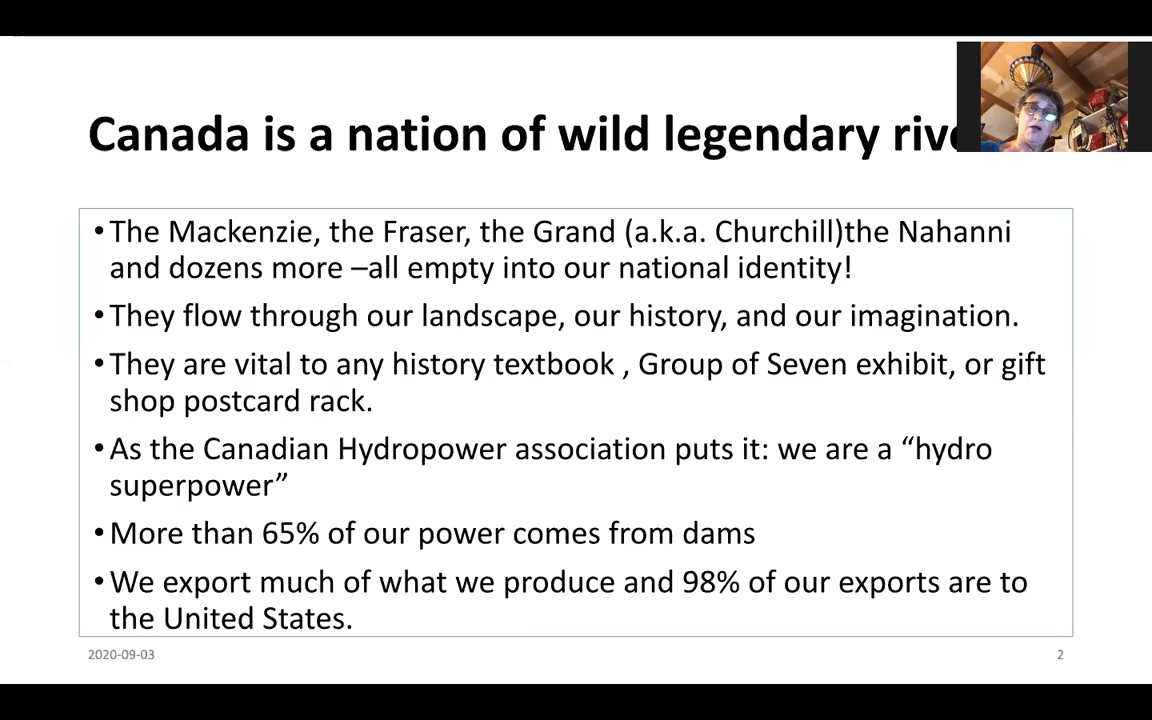 Canada is a nation of wild legendary
• The Mackenzie, the Fraser, the Grand (a.k.a. Churchill)the Nahanni
and dozens more –all empty into our national identity!
• They flow through our landscape, our history, and our imagination.
• They are vital to any history textbook , Group of Seven exhibit, or gift
shop postcard rack.
• As the Canadian Hydropower association puts it: we are a “hydro
superpower”
• More than 65% of our power comes from dams
• We export much of what we produce and 98% of our exports are to
the United States.
2020-09-03
2